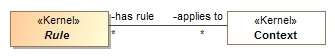 «Kernel»
Rule
-has rule
*
-applies to
*
«Kernel»
Context